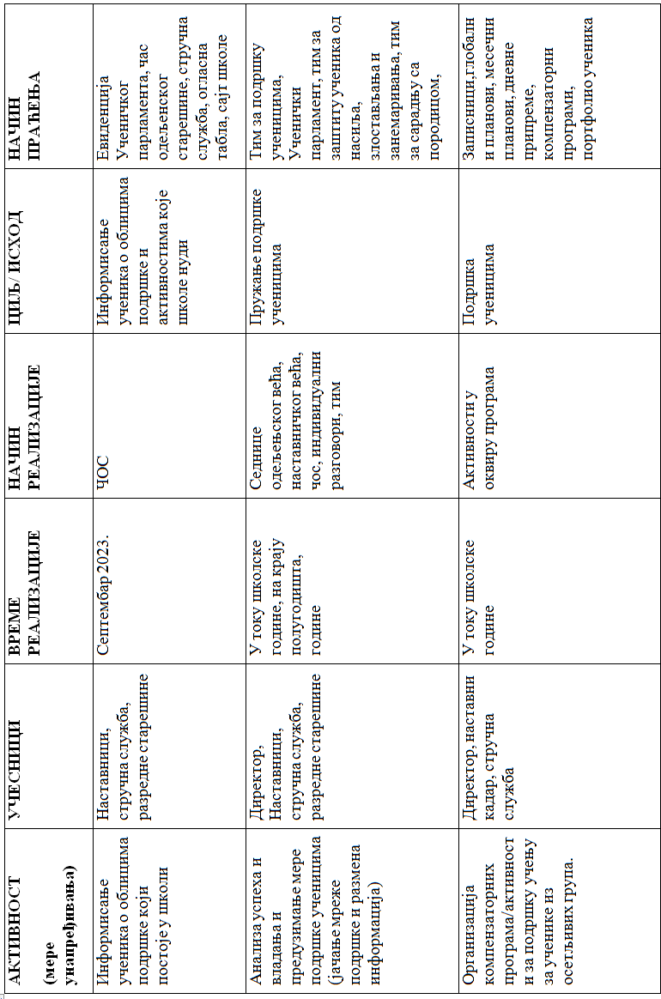 АКТИВНОСТ
(мере
унапређивања)
УЧЕСНИЦИ
ВРЕМЕ
РЕАЛИЗАЦИЈЕ
НАЧИН
РЕАЛИЗАЦИЈЕ
ЦИЉ/ ИСХОД
НАЧИН
ПРАЋЕЊА
Информисање
ученика о облицима
подршке који
постоје у школи
Наставници,
стручна служба,
разредне старешине
Септембар 2023.
ЧОС
Информисање
ученика о облицима
подршке и
активностима које
школе нуди
Евиденција
Ученичког
парламента, час
одељенског
старешине, стручна
служба, огласна
табла, сајт школе
Анализа успеха и
владања и
предузимање мере
подршке ученицима
(јачање мреже
подршке и размена
информација)
Директор,
Наставници,
стручна служба,
разредне старешине
У току школске
године, на крају
полугодишта,
године
Седнице
одељењског већа,
наставничког већа,
чос, индивидуални
разговори, тим
Пружање подршке
ученицима
Тим за подршку
ученицима,
Ученички
парламент, тим за
заштиту ученика од
насиља,
злостављања и
занемаривања, тим
за сарадњу са
породицом,
Организација
компензаторних
програма/активност
и за подршку учењу
за ученике из
осетљивих група.
Директор, наставни
кадар, стручна
служба
У току школске
године
Активности у
оквиру програма
Подршка
ученицима
Записници,глобалн
и планови, месечни
планови, дневне
припреме,
компензаторни
програми,
портфолио ученика